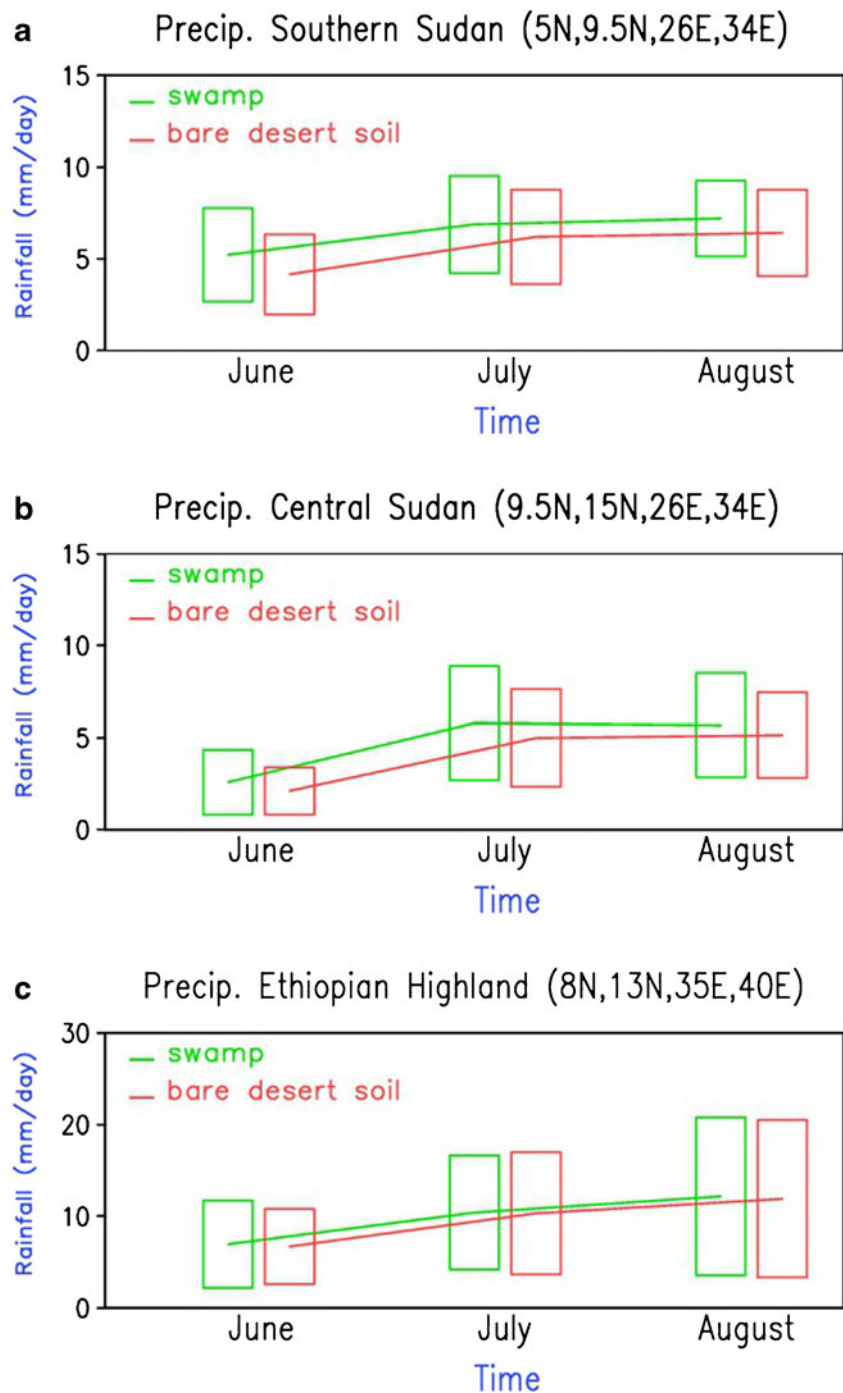 a Precip. Southern Sudan (5N,9.5N,26E,34E)
15
swamp
bare desert soil
10
Rainfall (mm/day)
5
0
June July August
Time
b Precip. Central Sudan (9.5N,15N,26E,34E)
15
swamp
bare desert soil
10
Rainfall (mm/day)
5
0
June July August
Time
c Precip. Ethiopian Highland (8N,13N,35E,40E)
30
swamp
bare desert soil
20
Rainfall (mm/day)
10
0
June July August
Time